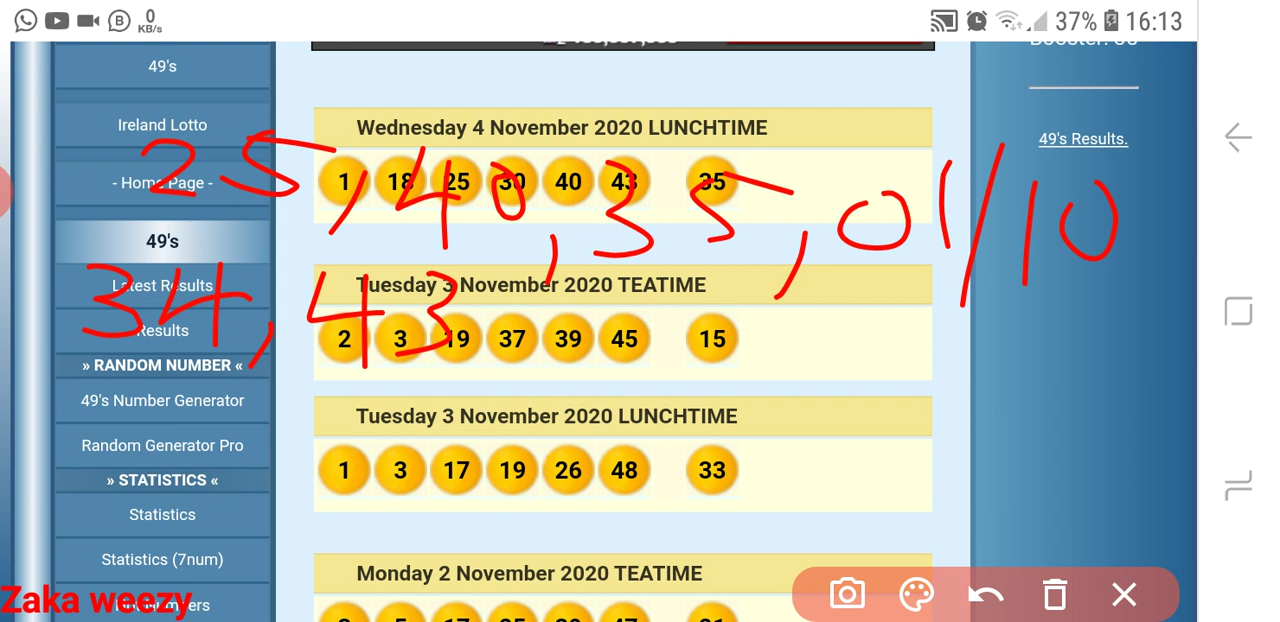 0
KB/s
37%
16:13
49's
Ireland Lotto
- Home Page -
49's
Latest Results
Results
» RANDOM NUMBER «
49's Number Generator
Random Generator Pro
» STATISTICS «
Statistics
Statistics (7num)
Zaka weezy
Wednesday 4 November 2020 LUNCHTIME
1 18 25 30 40 43 35
Tuesday 3 November 2020 TEATIME
2 3 19 37 39 45 15
Tuesday 3 November 2020 LUNCHTIME
1 3 17 19 26 48 33
Monday 2 November 2020 TEATIME
25, 40, 35, 01/10
34, 43
49's Results.